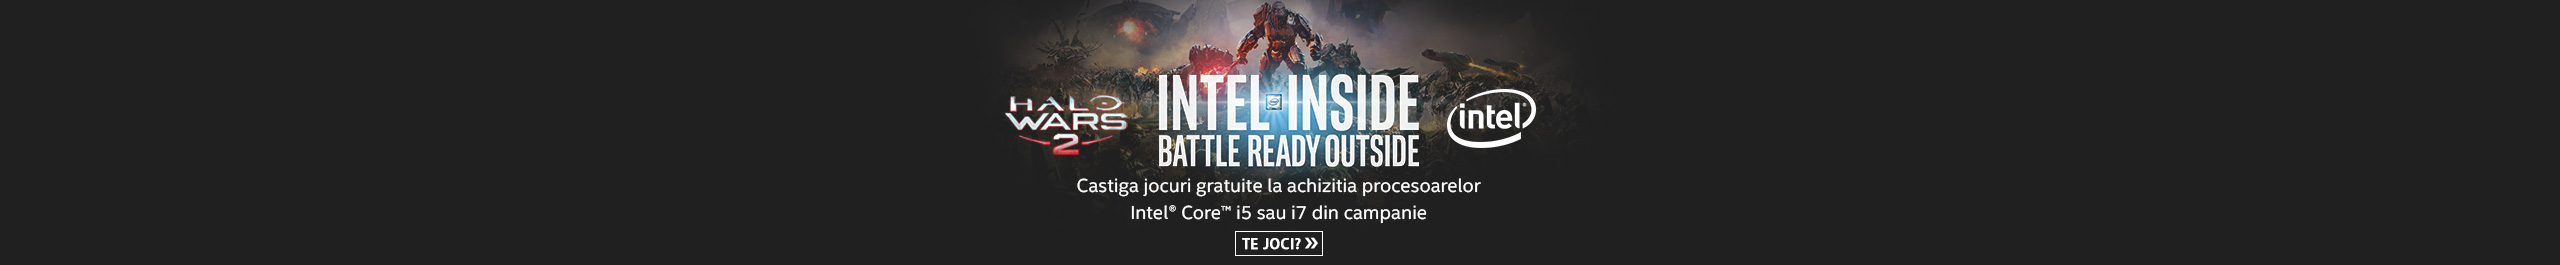 INTEL INSIDE
HALO
WARS
2
BATTLE READY OUTSIDE
intel®
Castiga jocuri gratuite la achizitia procesoarelor
Intel® Core™ i5 sau i7 din campanie
TE JOCI? »